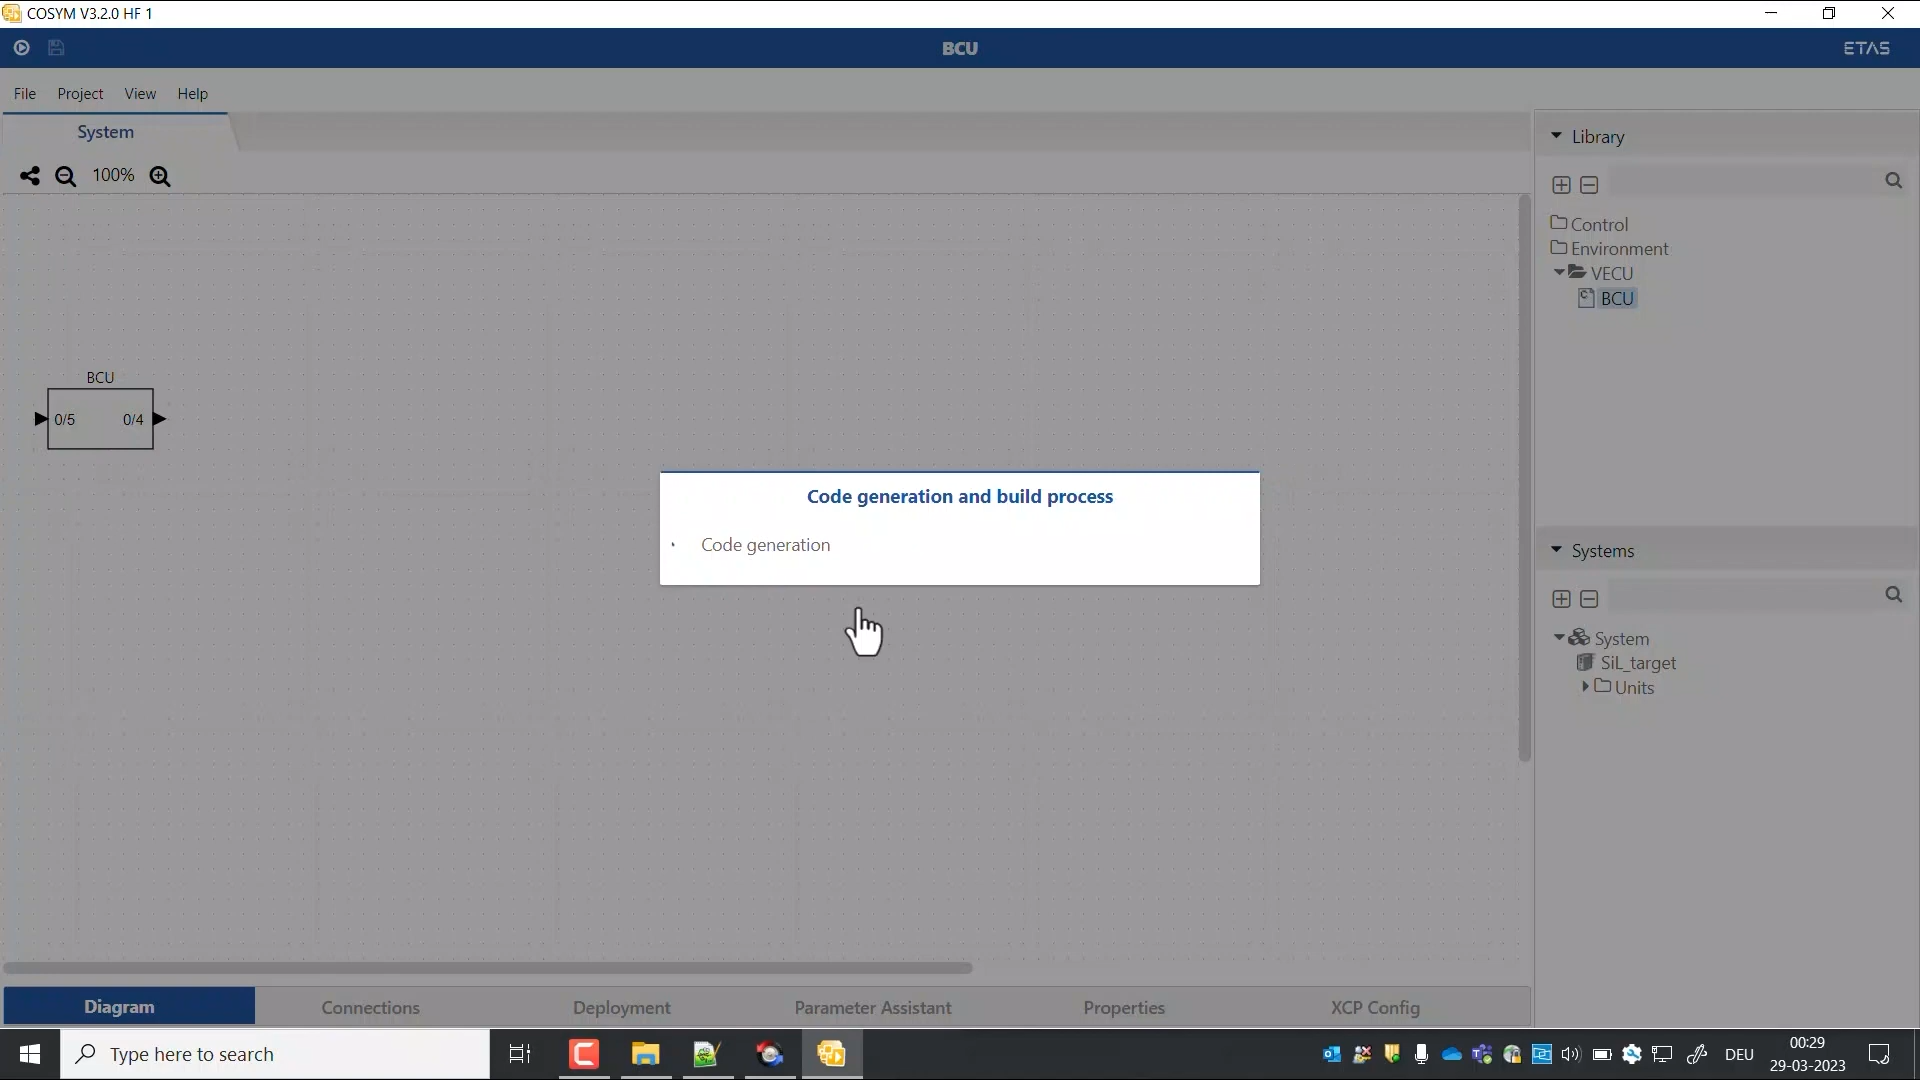 COSYM V3.2.0 HF 1
BCU
ETAS
File Project View Help
System
100%
BCU
0/5 0/4
Code generation and build process
Code generation
Library
Control
Environment
VECU
BCU
Systems
System
SiL_target
Units
Diagram Connections Deployment Parameter Assistant Properties XCP Config
Type here to search
DEU
00:29
29-03-2023